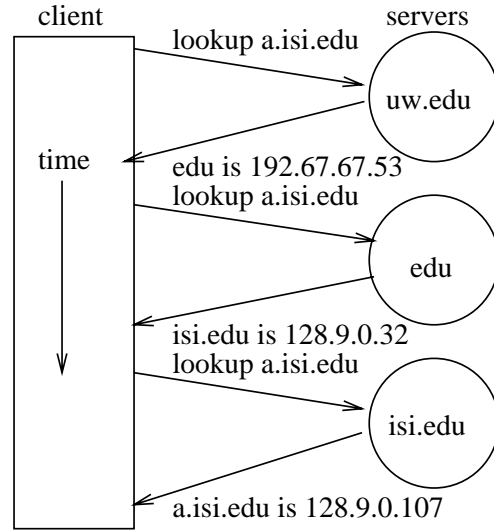 client
servers
lookup a.isi.edu
uw.edu
time
edu is 192.67.67.53
lookup a.isi.edu
edu
isi.edu is 128.9.0.32
lookup a.isi.edu
isi.edu
a.isi.edu is 128.9.0.107